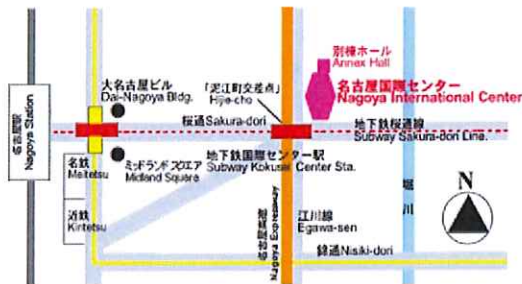 別棟ホール
Annex Hall
大名古屋ビル
Dai-Nagoya Bldg.
「泥江町交差点」
Hijie-cho
名古屋国際センター
Nagoya International Center
名古屋駅
Nagoya Station
桜通Sakura-dori
地下鉄桜通線
Subway Sakura-dori Line.
名鉄
Meitetsu
ミッドランドスクエア
Midland Square
地下鉄国際センター駅
Subway Kokusai Center Sta.
堀川
N
近鉄
Kintetsu
江川線
Egawa-sen
Nagoya Expressway
錦通Nisiki-dori